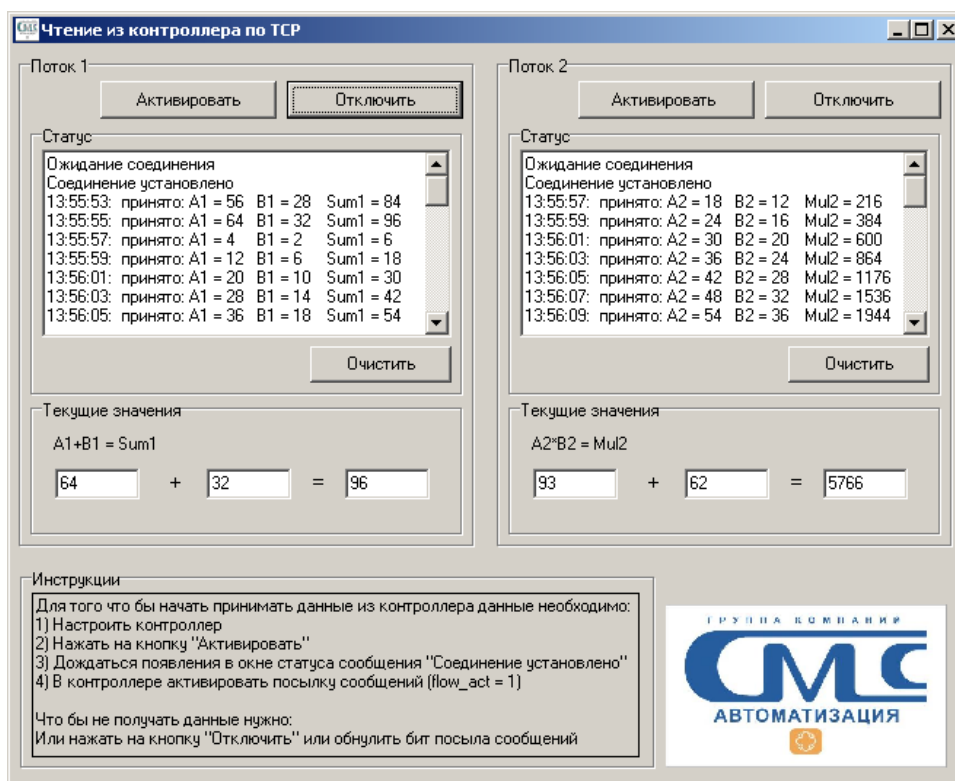 Чтение из контроллера по TCP
Поток 1
Активировать
Отключить
Статус
Ожидание соединения
Соединение установлено
13:55:53: принято: A1 = 56 B1 = 28 Sum1 = 84
13:55:55: принято: A1 = 64 B1 = 32 Sum1 = 96
13:55:57: принято: A1 = 4 B1 = 2 Sum1 = 6
13:55:59: принято: A1 = 12 B1 = 6 Sum1 = 18
13:56:01: принято: A1 = 20 B1 = 10 Sum1 = 30
13:56:03: принято: A1 = 28 B1 = 14 Sum1 = 42
13:56:05: принято: A1 = 36 B1 = 18 Sum1 = 54
Очистить
Текущие значения
A1+B1 = Sum1
64 + 32 = 96
Поток 2
Активировать
Отключить
Статус
Ожидание соединения
Соединение установлено
13:55:57: принято: A2 = 18 B2 = 12 Mul2 = 216
13:55:59: принято: A2 = 24 B2 = 16 Mul2 = 384
13:56:01: принято: A2 = 30 B2 = 20 Mul2 = 600
13:56:03: принято: A2 = 36 B2 = 24 Mul2 = 864
13:56:05: принято: A2 = 42 B2 = 28 Mul2 = 1176
13:56:07: принято: A2 = 48 B2 = 32 Mul2 = 1536
13:56:09: принято: A2 = 54 B2 = 36 Mul2 = 1944
Очистить
Текущие значения
A2*B2 = Mul2
93 + 62 = 5766
Инструкции
Для того что бы начать принимать данные из контроллера данные необходимо:
1) Настроить контроллер
2) Нажать на кнопку "Активировать"
3) Дождаться появления в окне статуса сообщения "Соединение установлено"
4) В контроллере активировать посылку сообщений (flow_act = 1)
Что бы не получать данные нужно:
Или нажать на кнопку "Отключить" или обнулить бит посыла сообщений
ГРУППА КОМПАНИЙ
СМС
АВТОМАТИЗАЦИЯ